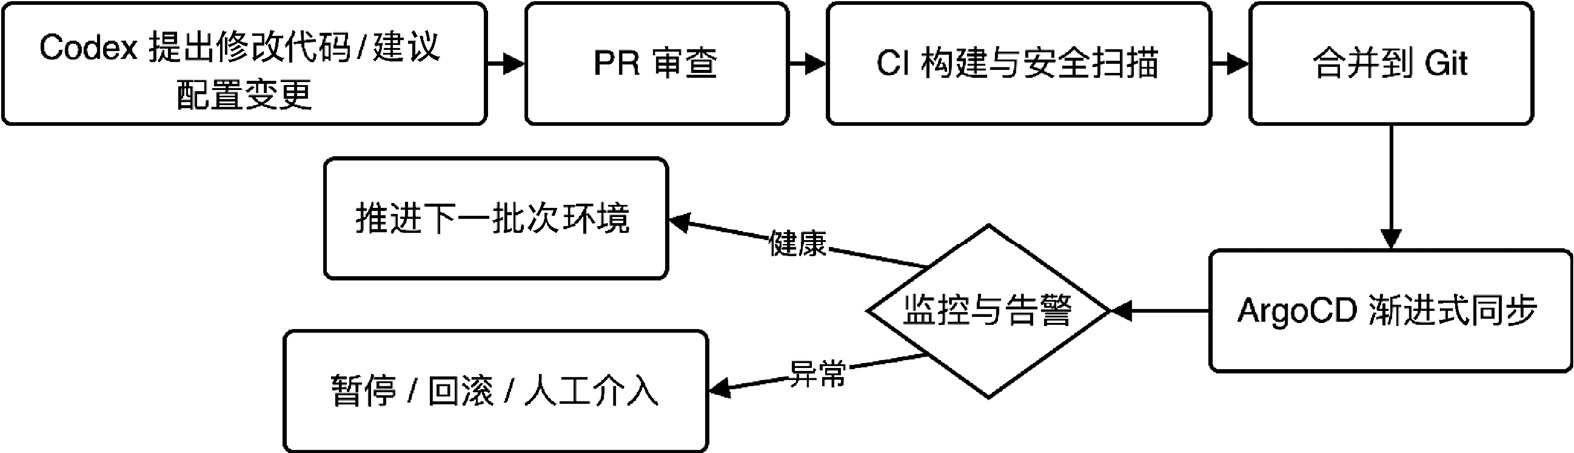 Codex 提出修改代码/建议
配置变更
PR 审查
CI 构建与安全扫描
合并到 Git
推进下一批次环境
健康
监控与告警
ArgoCD 渐进式同步
异常
暂停 / 回滚 / 人工介入